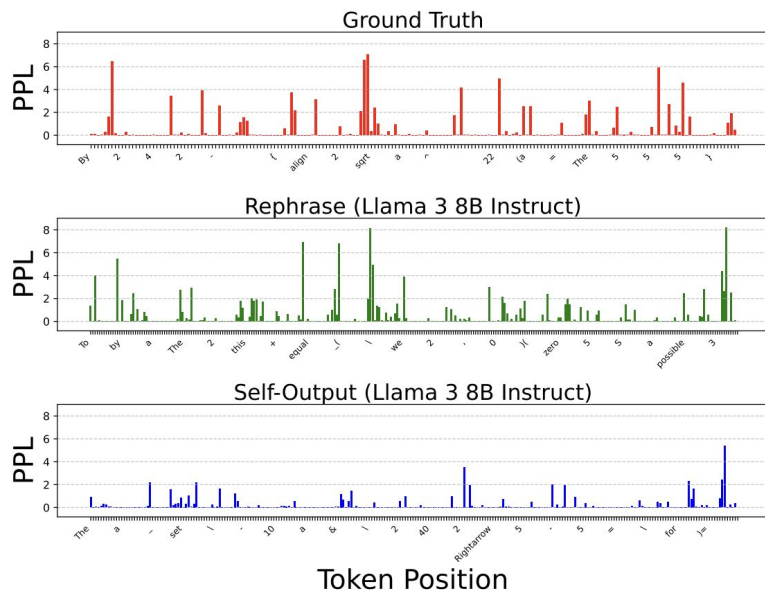 Ground Truth
PPL
8
6
4
2
0
By 2 4 2 - { align 2 sqrt a ^ 22 (a = The 5 5 5 }
Rephrase (Llama 3 8B Instruct)
PPL
8
6
4
2
0
To by a The 2 this + equal _{ \ we 2 , 0 )( zero 5 S a possible 3
Self-Output (Llama 3 8B Instruct)
PPL
8
6
4
2
0
The a _ set \ - 10 a & \ 2 40 2 Rightarrow 5 - 5 = \ for )=
Token Position